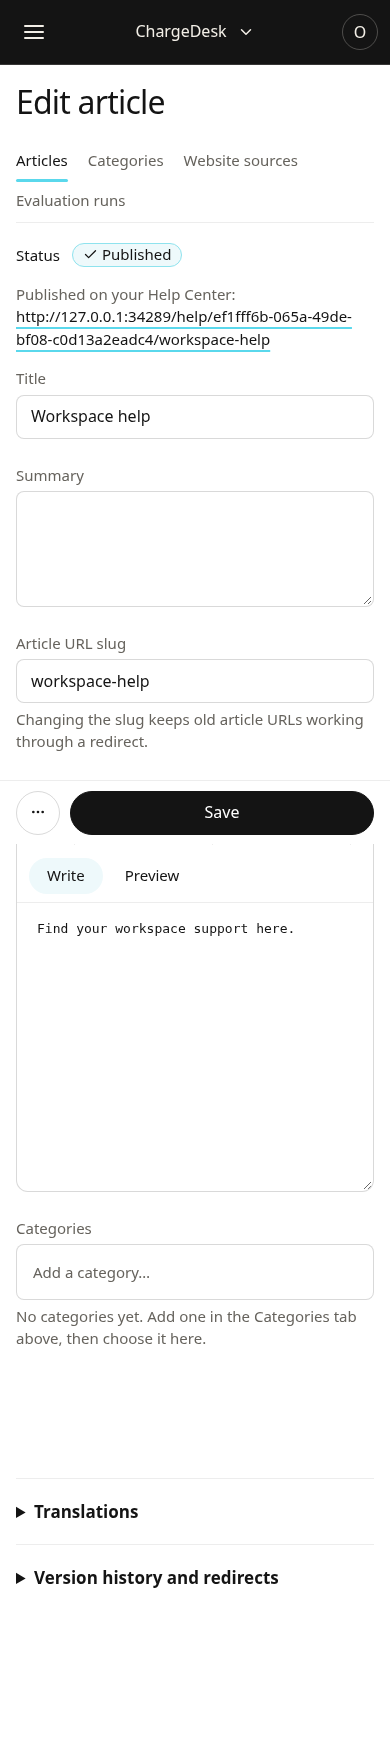 ChargeDesk
O
Edit article
Articles Categories Website sources
Evaluation runs
Status Published
Published on your Help Center:
http://127.0.0.1:34289/help/ef1fff6b-065a-49de-
bf08-c0d13a2eadc4/workspace-help
Title
Workspace help
Summary
Article URL slug
workspace-help
Changing the slug keeps old article URLs working
through a redirect.
Save
Write Preview
Find your workspace support here.
Categories
Add a category...
No categories yet. Add one in the Categories tab
above, then choose it here.
Translations
Version history and redirects